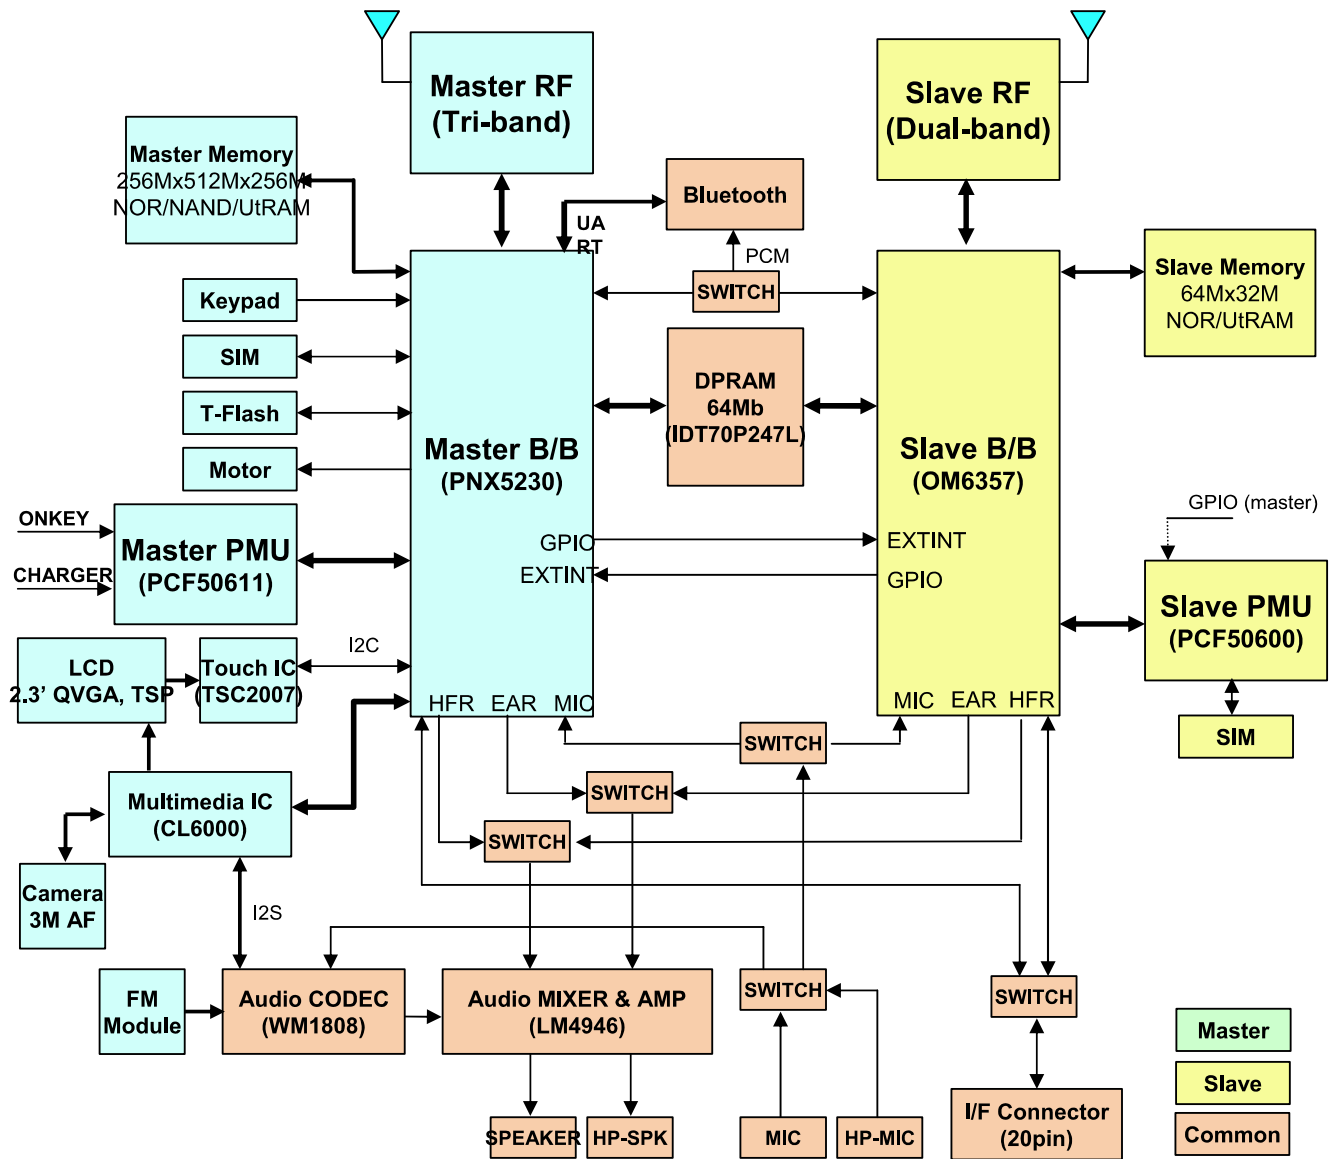 Master RF
(Tri-band)
Slave RF
(Dual-band)
Master Memory
256Mx512Mx256M
NOR/NAND/UtRAM
Bluetooth
UA
RT
PCM
SWITCH
Slave Memory
64Mx32M
NOR/UtRAM
Keypad
SIM
T-Flash
Motor
DPRAM
64Mb
(IDT70P247L)
Master B/B
(PNX5230)
Slave B/B
(OM6357)
ONKEY
CHARGER
Master PMU
(PCF50611)
GPIO
EXTINT
EXTINT
GPIO
GPIO (master)
Slave PMU
(PCF50600)
SIM
LCD
2.3' QVGA, TSP
Touch IC
(TSC2007)
I2C
HFR EAR MIC
MIC EAR HFR
SWITCH
SWITCH
SWITCH
Multimedia IC
(CL6000)
Camera
3M AF
I2S
FM
Module
Audio CODEC
(WM1808)
Audio MIXER & AMP
(LM4946)
SWITCH
SWITCH
SPEAKER
HP-SPK
MIC
HP-MIC
I/F Connector
(20pin)
Master
Slave
Common